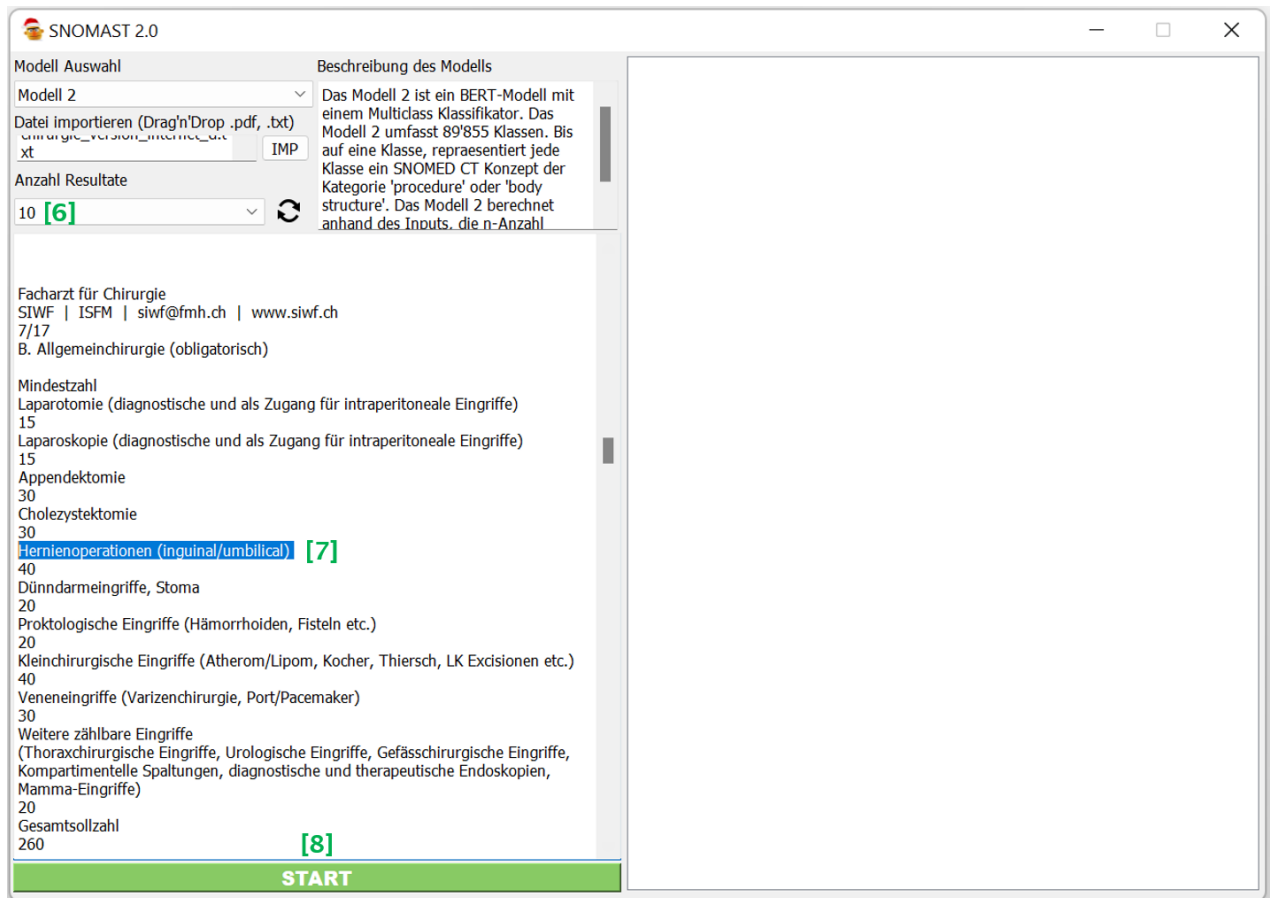 SNOMAST 2.0
Modell Auswahl
Modell 2
Datei importieren (Drag'n'Drop .pdf, .txt)
chirurgie_version_internet_d.t
xt
IMP
Anzahl Resultate
10 [6]
Beschreibung des Modells
Das Modell 2 ist ein BERT-Modell mit
einem Multiclass Klassifikator. Das
Modell 2 umfasst 89'855 Klassen. Bis
auf eine Klasse, repraesentiert jede
Klasse ein SNOMED CT Konzept der
Kategorie 'procedure' oder 'body
structure'. Das Modell 2 berechnet
anhand des Inputs, die n-Anzahl
Facharzt für Chirurgie
SIWF | ISFM | siwf@fmh.ch | www.siwf.ch
7/17
B. Allgemeinchirurgie (obligatorisch)
Mindestzahl
Laparotomie (diagnostische und als Zugang für intraperitoneale Eingriffe)
15
Laparoskopie (diagnostische und als Zugang für intraperitoneale Eingriffe)
15
Appendektomie
30
Cholezystektomie
30
Hernienoperationen (inguinal/umbilical) [7]
40
Dünndarmeingriffe, Stoma
20
Proktologische Eingriffe (Hämorrhoiden, Fisteln etc.)
20
Kleinchirurgische Eingriffe (Atherom/Lipom, Kocher, Thiersch, LK Excisionen etc.)
40
Veneneingriffe (Varizenchirurgie, Port/Pacemaker)
30
Weitere zählbare Eingriffe
(Thoraxchirurgische Eingriffe, Urologische Eingriffe, Gefässchirurgische Eingriffe,
Kompartimentelle Spaltungen, diagnostische und therapeutische Endoskopien,
Mamma-Eingriffe)
20
Gesamtsollzahl
260
[8]
START